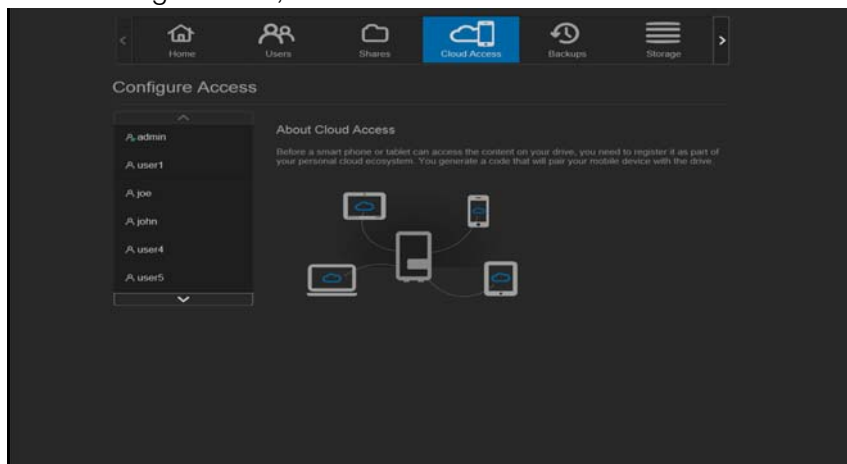 Home Users Shares Cloud Access Backups Storage
Configure Access
admin
user1
joe
john
user4
user5
About Cloud Access
Before a smart phone or tablet can access the content on your drive, you need to register it as part of
your personal cloud ecosystem. You generate a code that will pair your mobile device with the drive.